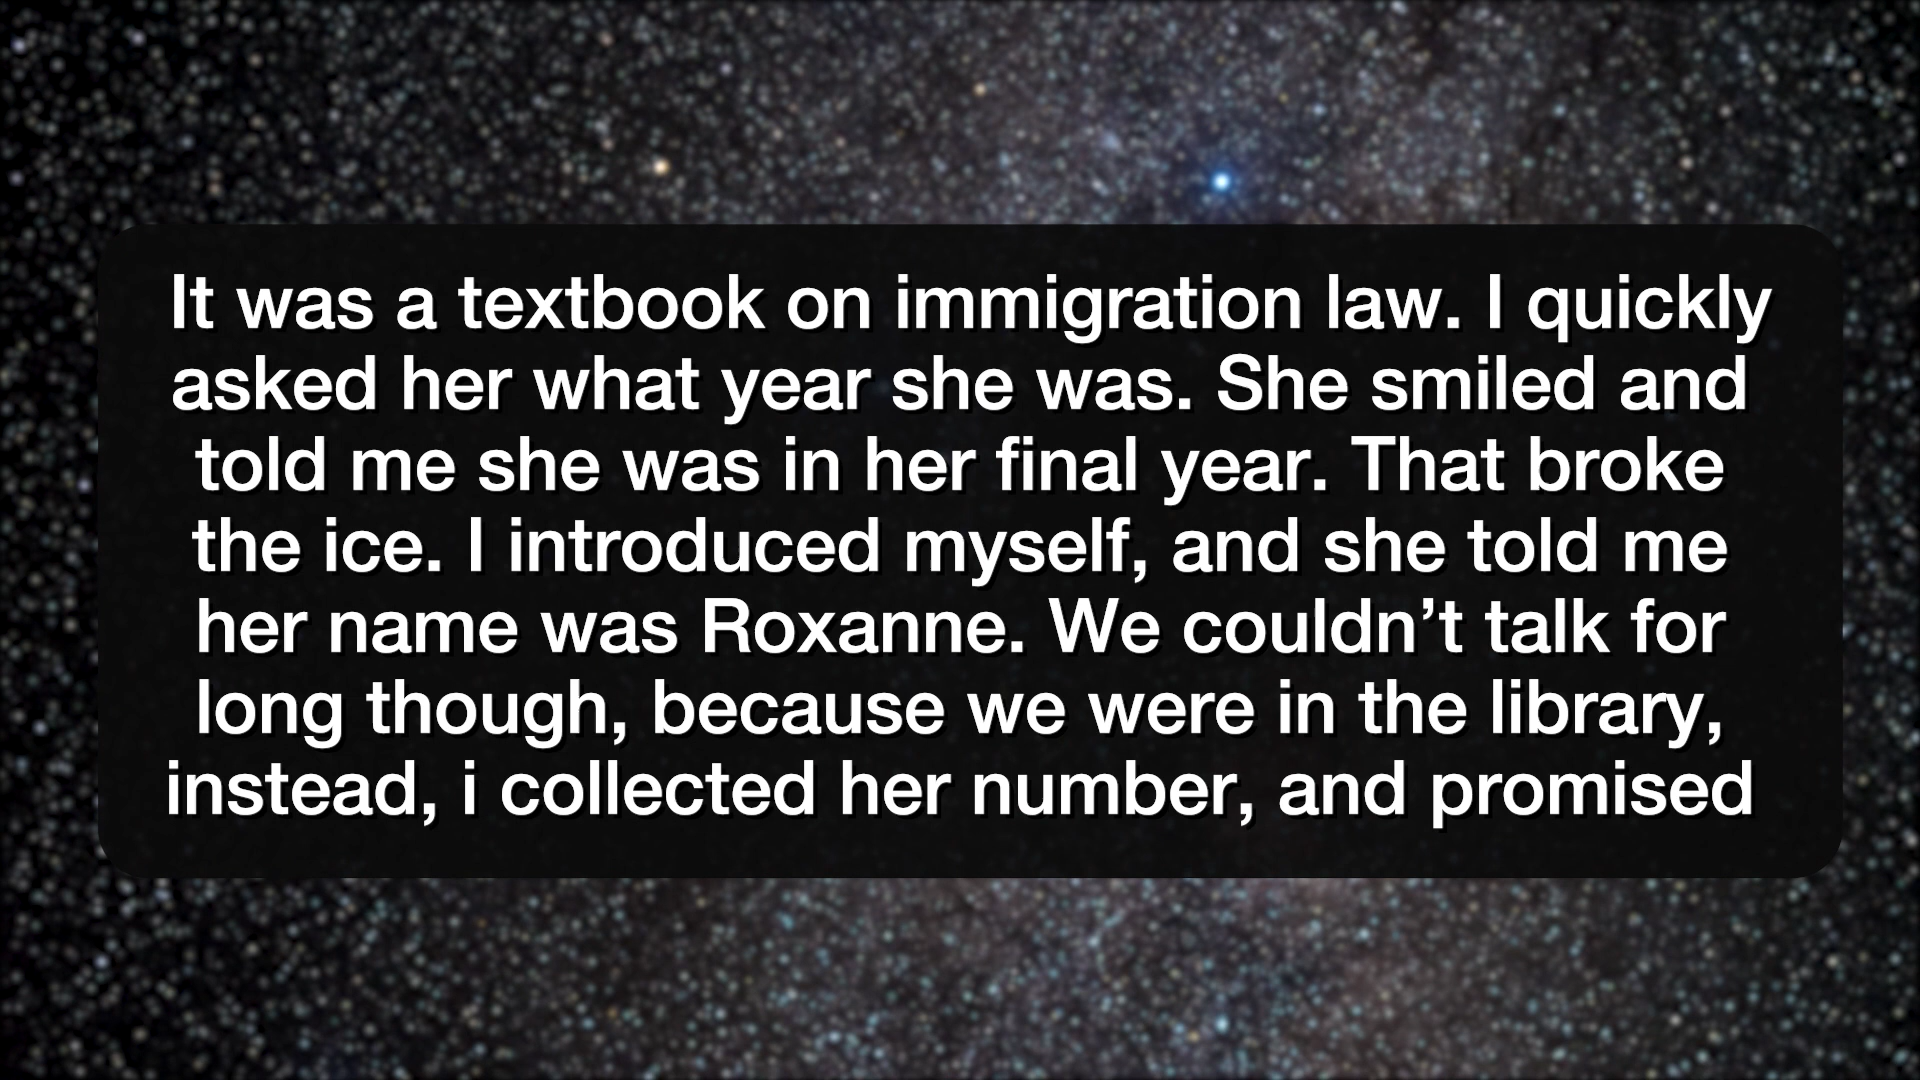 It was a textbook on immigration law. I quickly
asked her what year she was. She smiled and
told me she was in her final year. That broke
the ice. I introduced myself, and she told me
her name was Roxanne. We couldn’t talk for
long though, because we were in the library,
instead, i collected her number, and promised